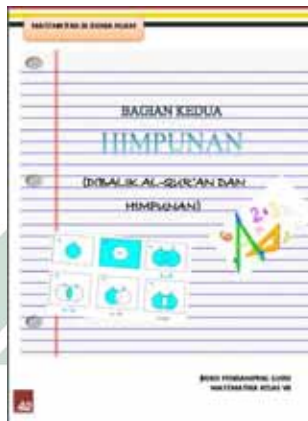 MATEMATIKA DI DUNIA ISLAM
BAGIAN KEDUA
HIMPUNAN
(DIBALIK AL-QUR'AN DAN
HIMPUNAN)
BUKU PENDAMPING GURU
MATEMATIKA KELAS VII
40